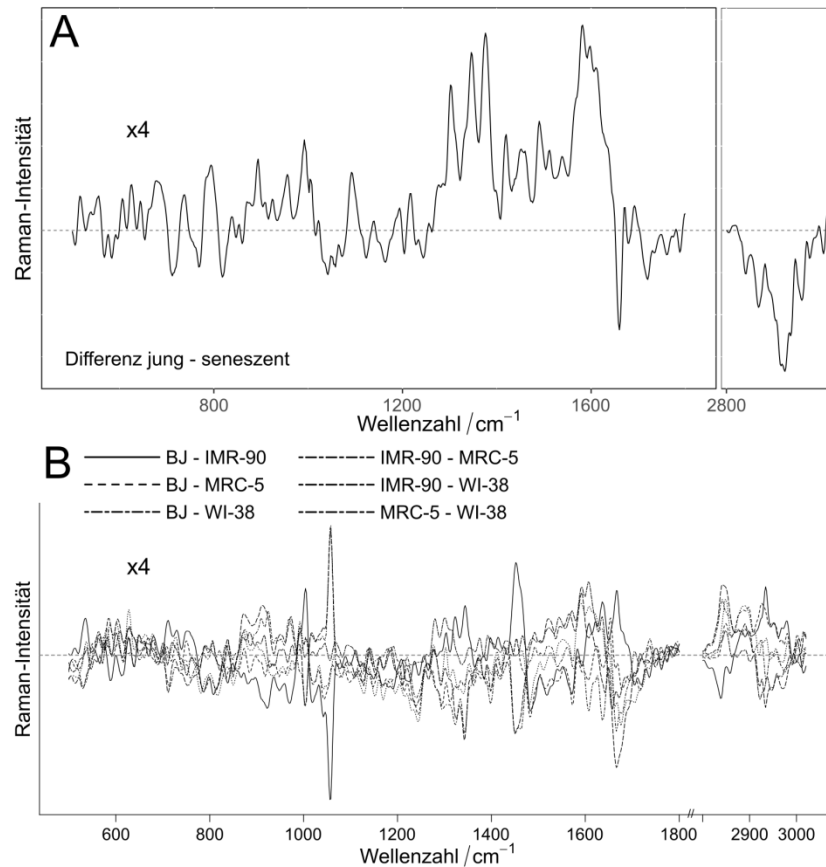 A
x4
Raman-Intensität
Differenz jung - seneszent
800 1200 1600 2800
Wellenzahl /cm⁻¹
B
BJ - IMR-90 IMR-90 - MRC-5
BJ - MRC-5 IMR-90 - WI-38
BJ - WI-38 MRC-5 - WI-38
x4
Raman-Intensität
600 800 1000 1200 1400 1600 1800 2900 3000
Wellenzahl /cm⁻¹